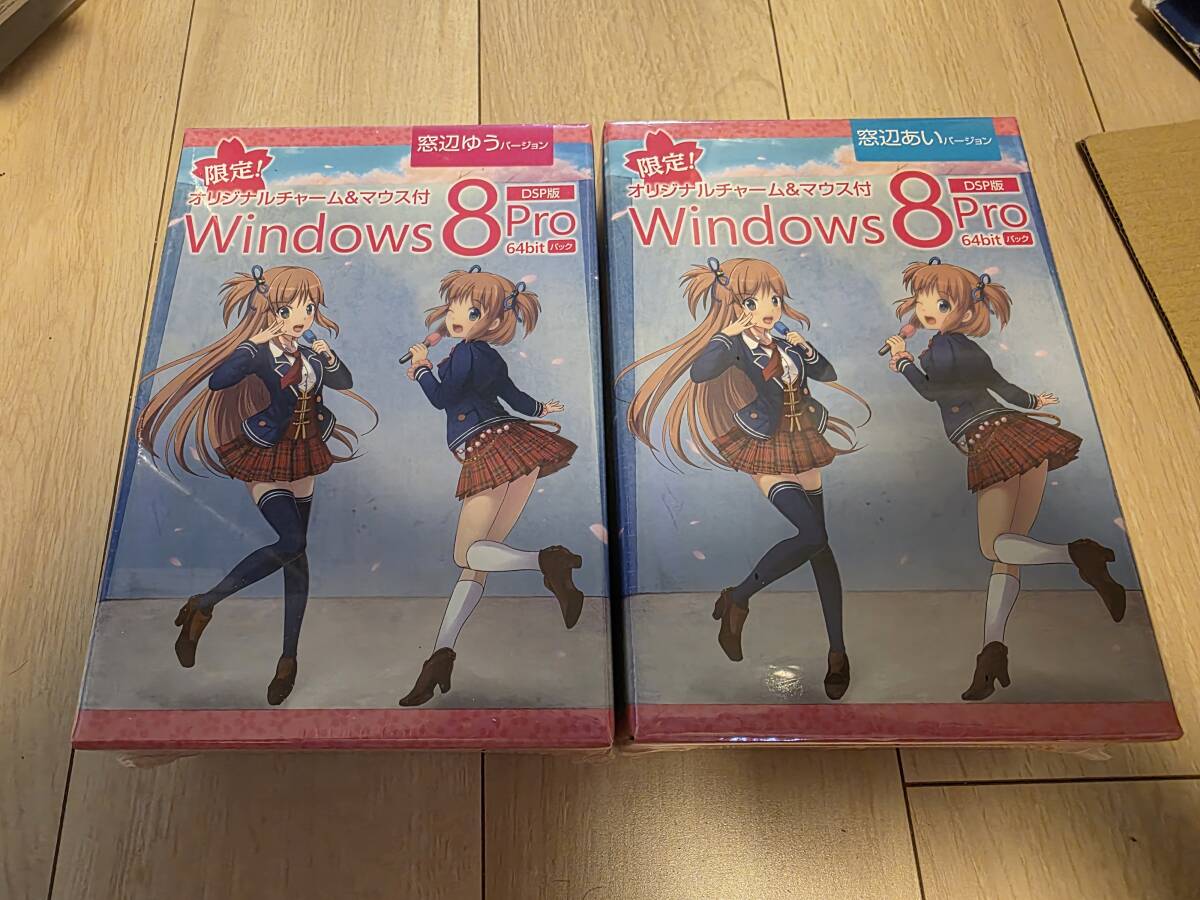 窓辺ゆうバージョン
限定!
オリジナルチャーム&マウス付
DSP版
Windows 8 Pro
64bit パック
窓辺あいバージョン
限定!
オリジナルチャーム&マウス付
DSP版
Windows 8 Pro
64bit パック